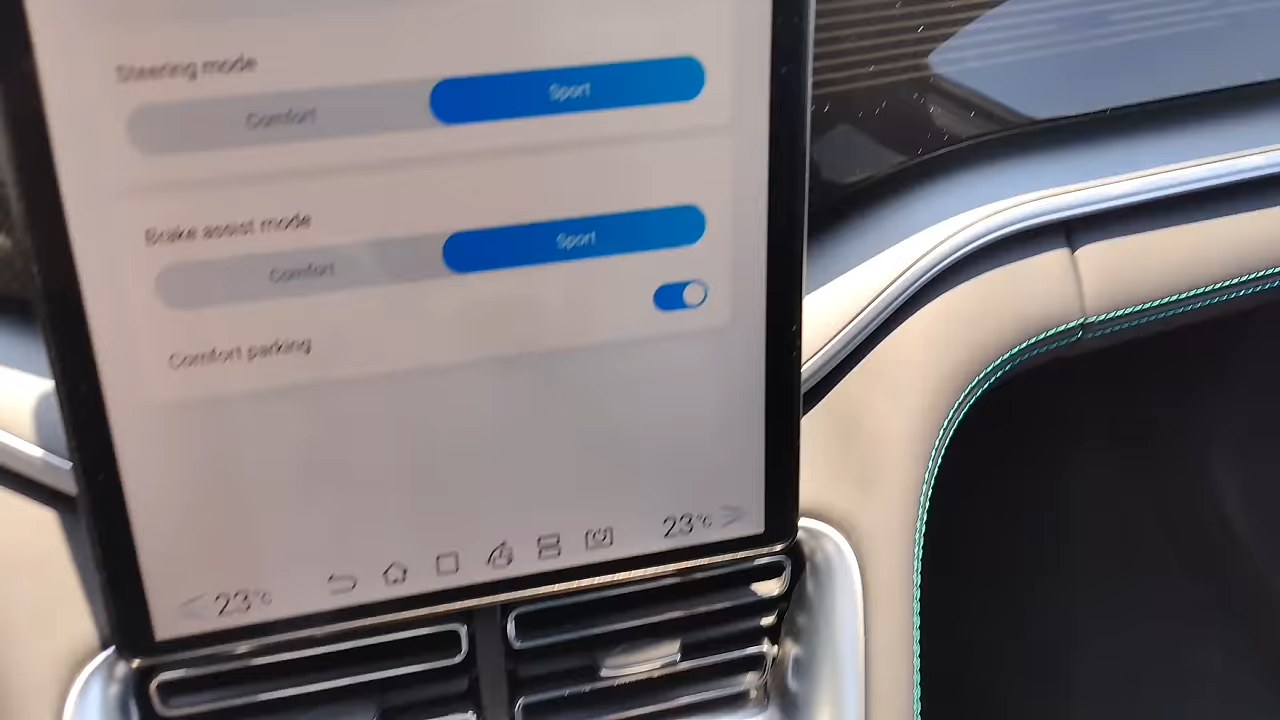 Steering mode
Comfort Sport
Brake assist mode
Comfort Sport
Comfort parking
23°C 23°C